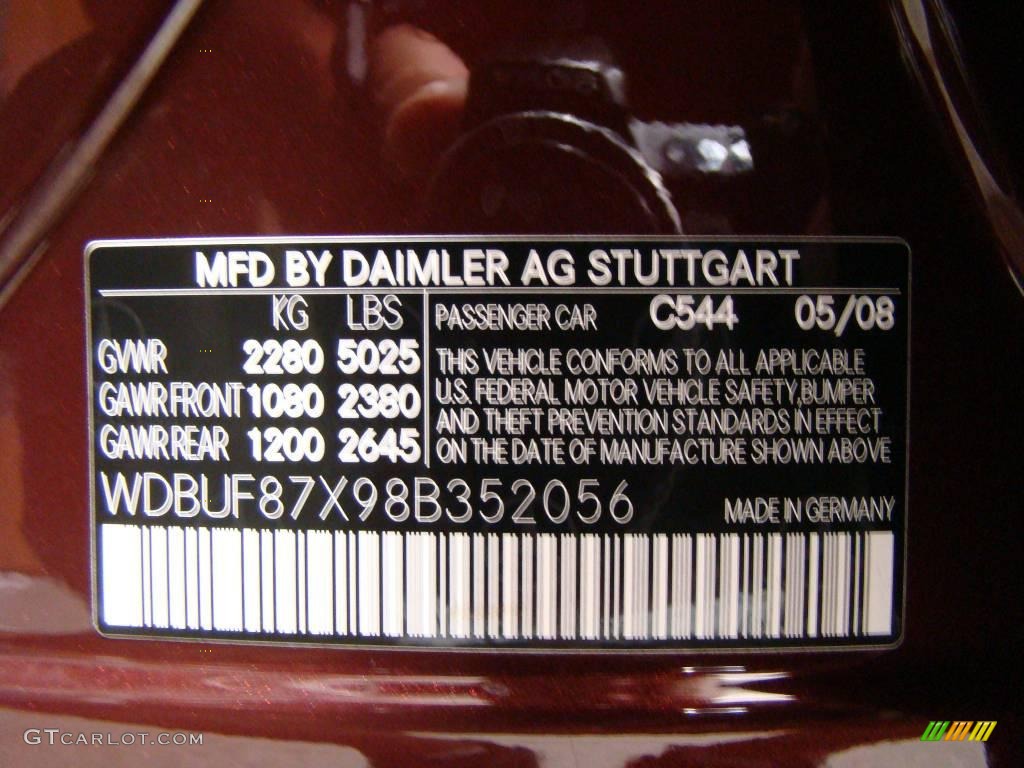 MFD BY DAIMLER AG STUTTGART
KG LBS
GVWR 2280 5025
GAWR FRONT 1080 2380
GAWR REAR 1200 2645
PASSENGER CAR C544 05/08
THIS VEHICLE CONFORMS TO ALL APPLICABLE
U.S. FEDERAL MOTOR VEHICLE SAFETY,BUMPER
AND THEFT PREVENTION STANDARDS IN EFFECT
ON THE DATE OF MANUFACTURE SHOWN ABOVE
WDBUF87X98B352056 MADE IN GERMANY
GTCARLOT.COM